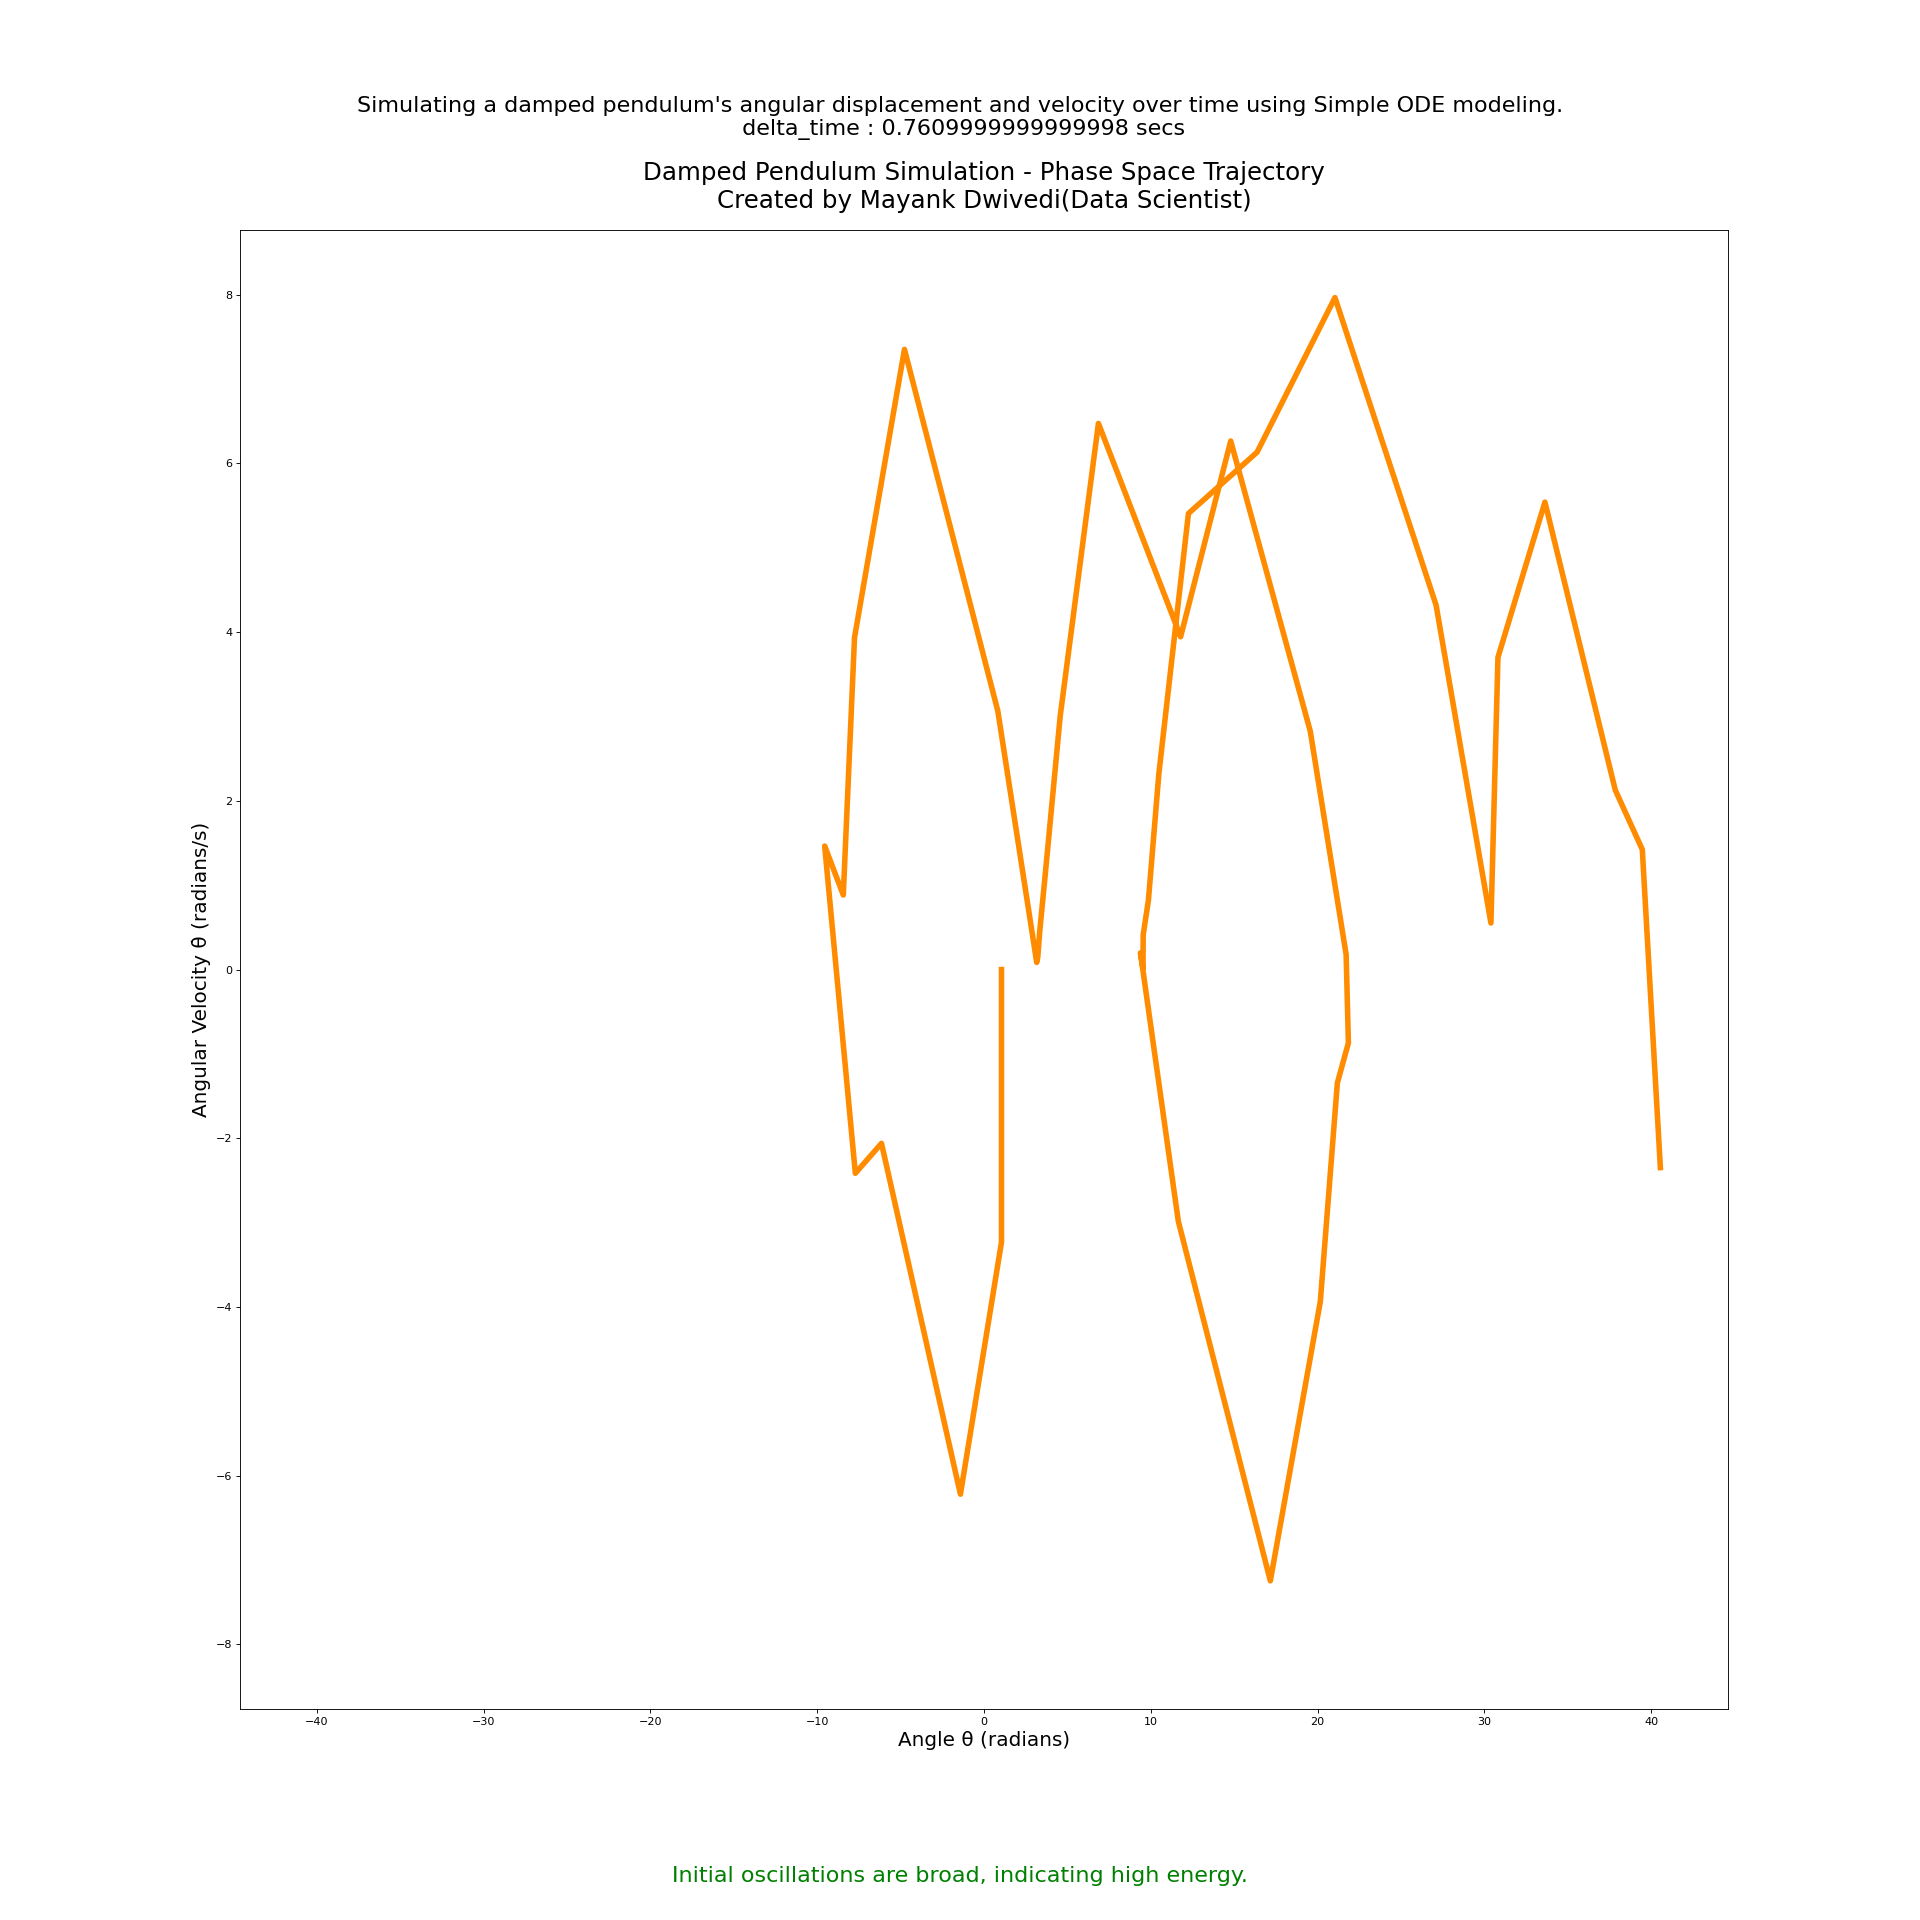 Simulating a damped pendulum's angular displacement and velocity over time using Simple ODE modeling.
delta_time : 0.7609999999999998 secs
Damped Pendulum Simulation - Phase Space Trajectory
Created by Mayank Dwivedi(Data Scientist)
8
6
4
2
0
−2
−4
−6
−8
Angular Velocity θ (radians/s)
−40
−30
−20
−10
0
10
20
30
40
Angle θ (radians)
Initial oscillations are broad, indicating high energy.